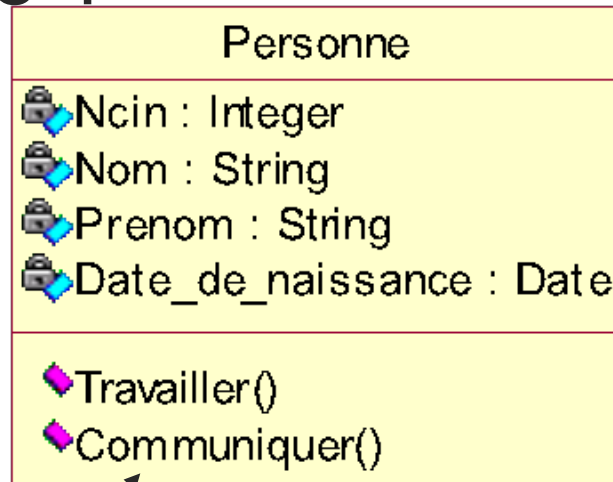 Personne
Ncin : Integer
Nom : String
Prenom : String
Date_de_naissance : Date
Travailler()
Communiquer()